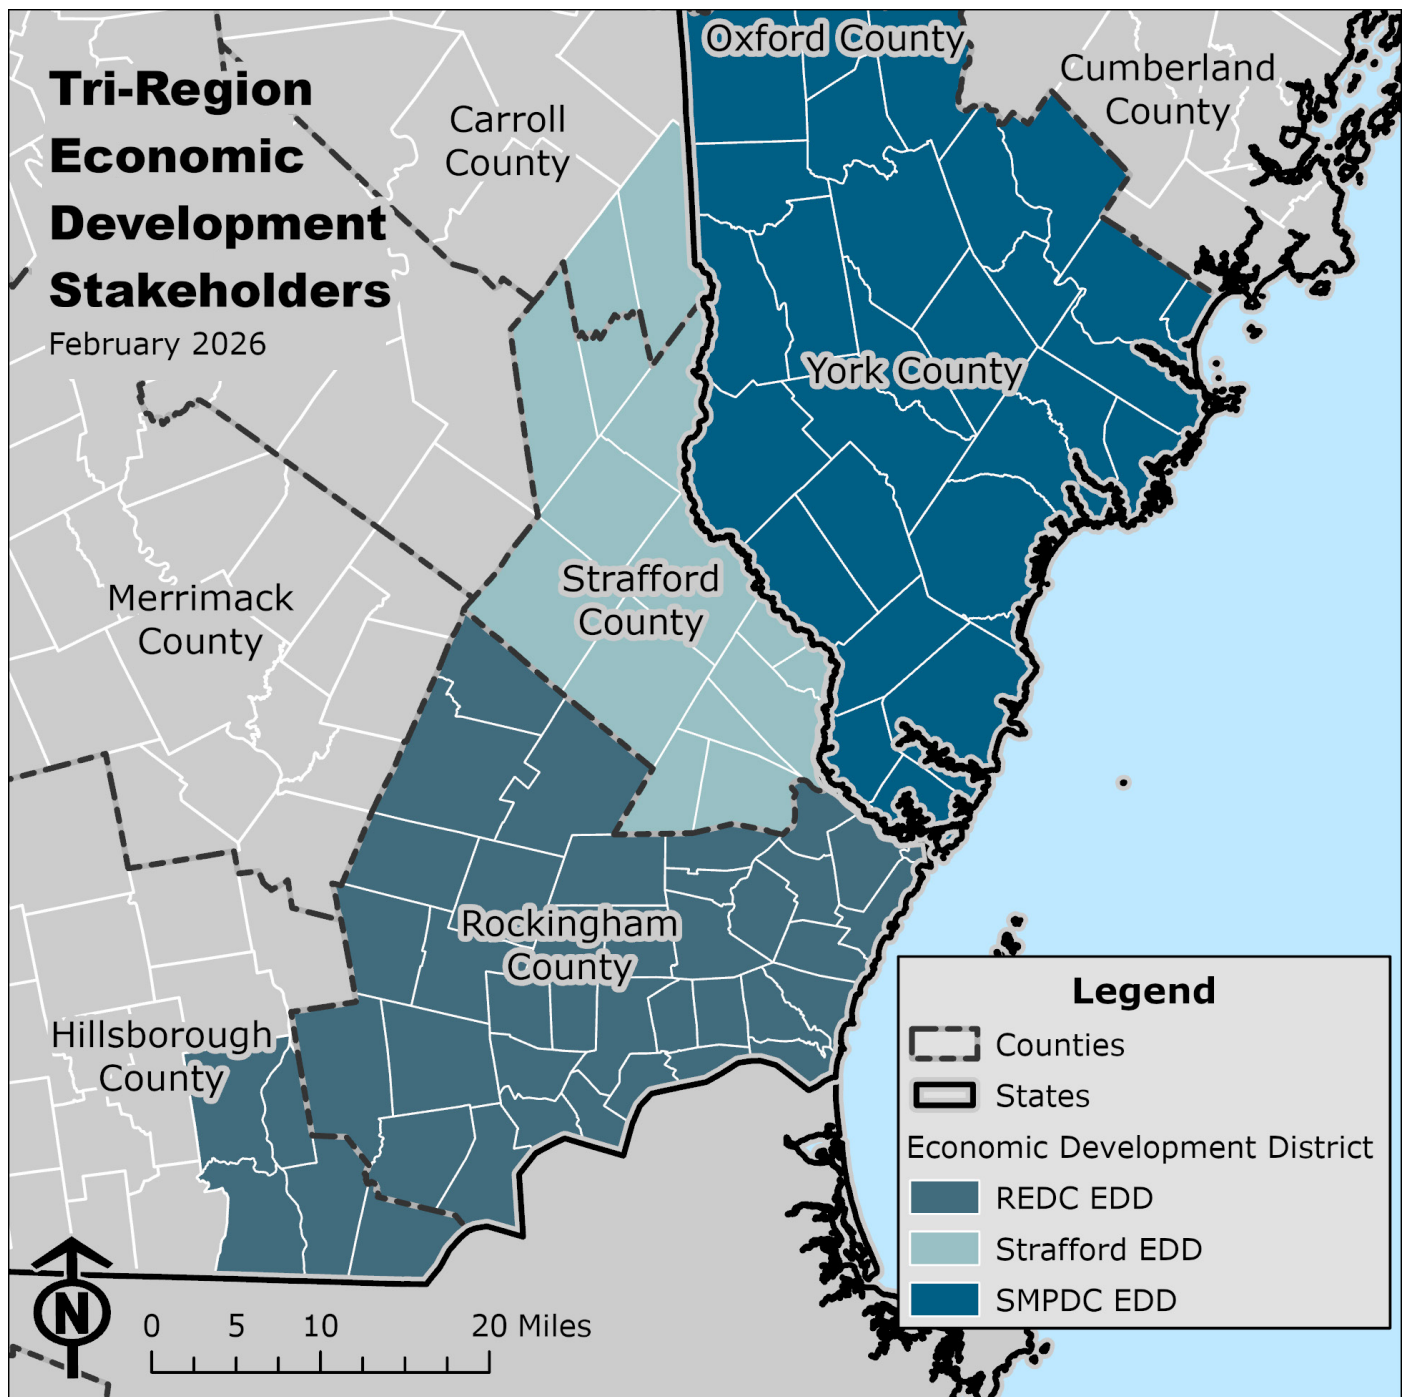 Tri-Region
Economic
Development
Stakeholders
February 2026
Oxford County
Cumberland
County
Carroll
County
York County
Strafford
County
Merrimack
County
Rockingham
County
Hillsborough
County
Legend
Counties
States
Economic Development District
REDC EDD
Strafford EDD
SMPDC EDD
N
0 5 10 20 Miles